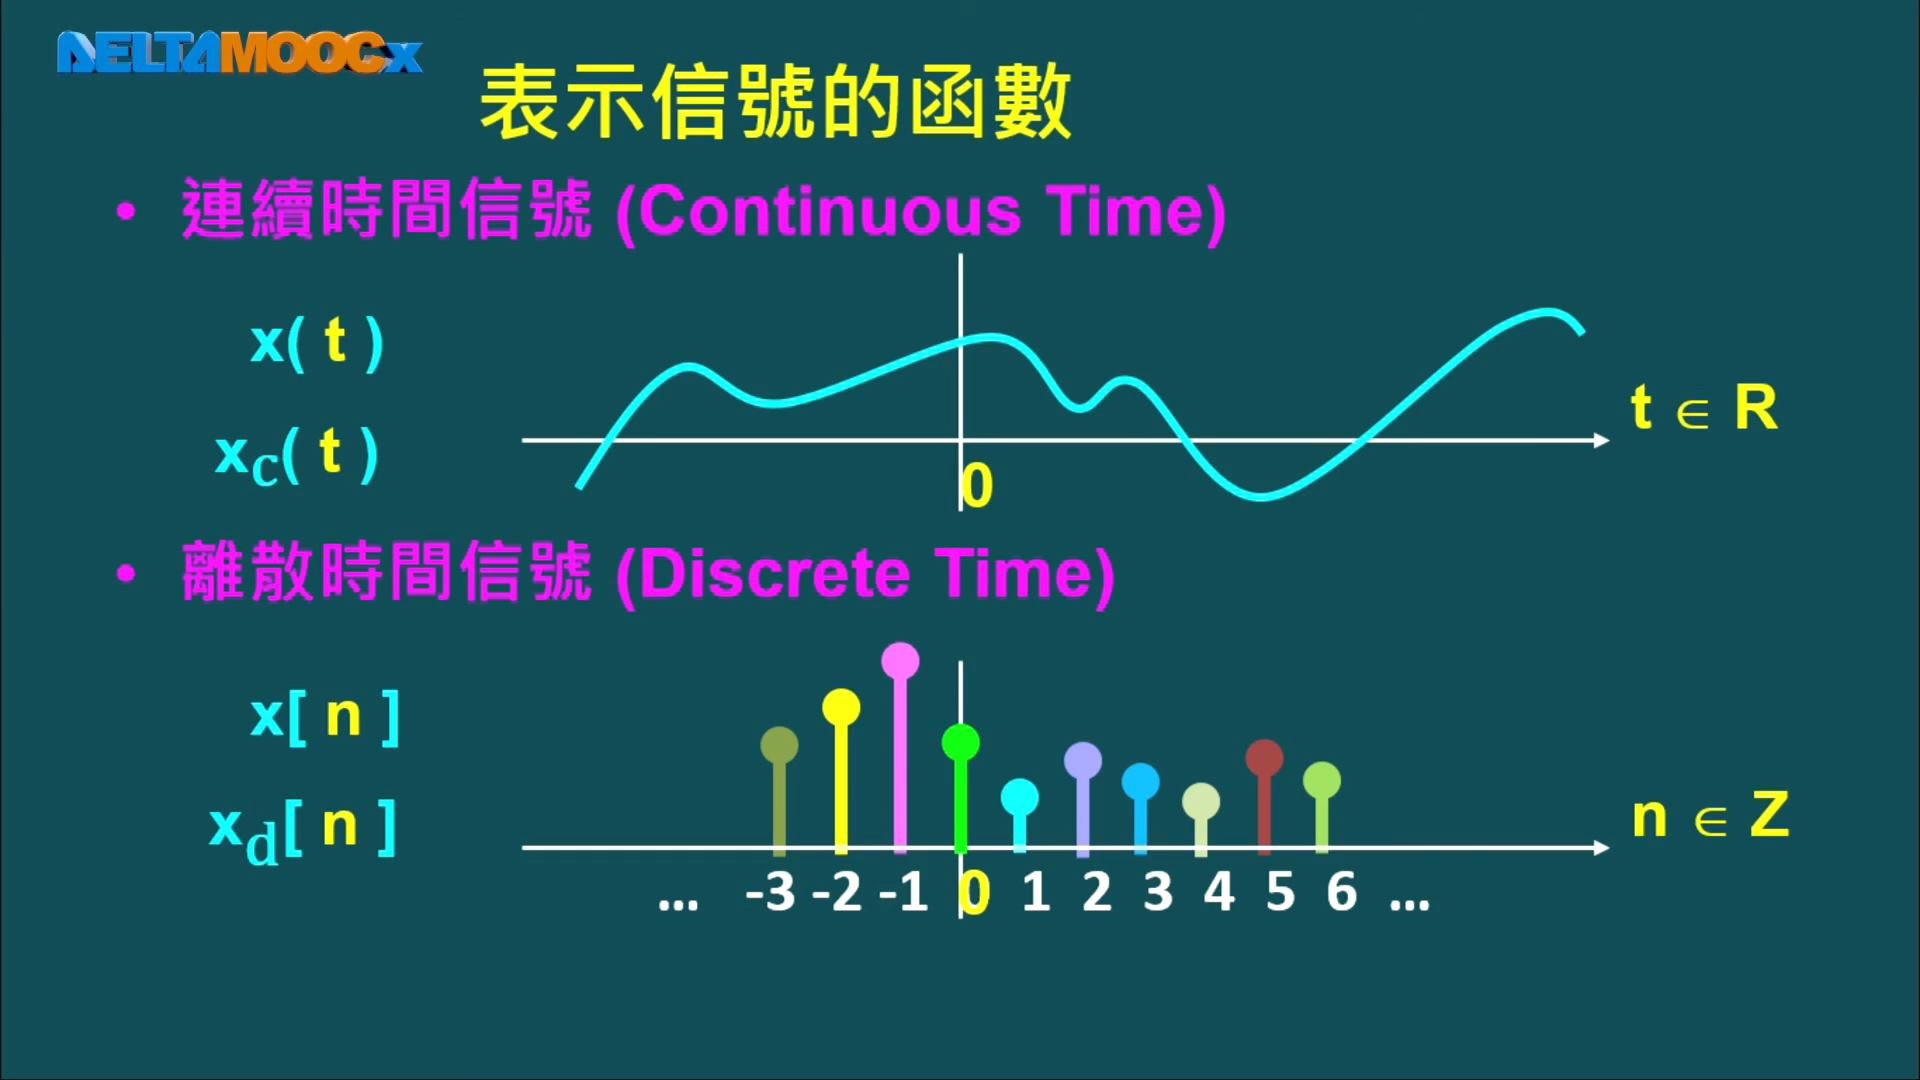 DELTAMOOCx
表示信號的函數
• 連續時間信號 (Continuous Time)
x( t )
xc( t )
t ∈ R
0
• 離散時間信號 (Discrete Time)
x[ n ]
xd[ n ]
n ∈ Z
... -3 -2 -1 0 1 2 3 4 5 6 ...